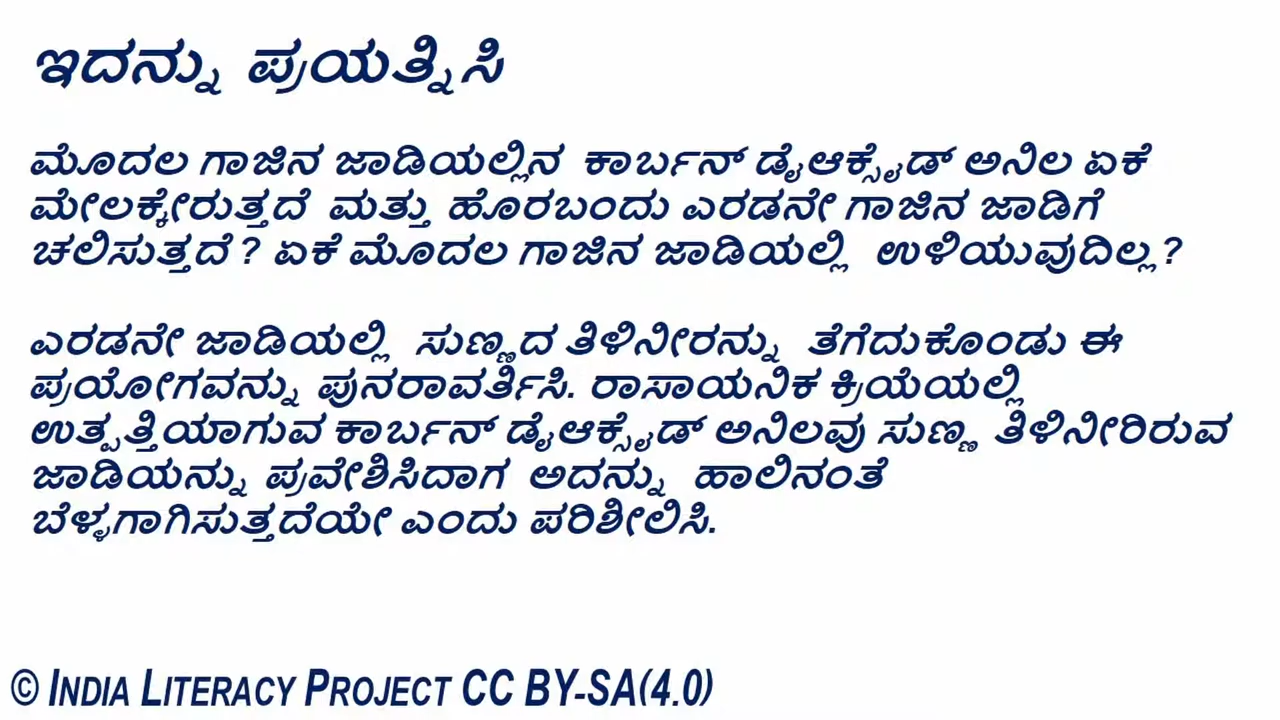 ಇದನ್ನು ಪ್ರಯತ್ನಿಸಿ
ಮೊದಲ ಗಾಜಿನ ಜಾಡಿಯಲ್ಲಿನ ಕಾರ್ಬನ್ ಡೈಆಕ್ಸೈಡ್ ಅನಿಲ ಏಕೆ
ಮೇಲಕ್ಕೇರುತ್ತದೆ ಮತ್ತು ಹೊರಬಂದು ಎರಡನೇ ಗಾಜಿನ ಜಾಡಿಗೆ
ಚಲಿಸುತ್ತದೆ ? ಏಕೆ ಮೊದಲ ಗಾಜಿನ ಜಾಡಿಯಲ್ಲಿ ಉಳಿಯುವುದಿಲ್ಲ ?
ಎರಡನೇ ಜಾಡಿಯಲ್ಲಿ ಸುಣ್ಣದ ತಿಳಿನೀರನ್ನು ತೆಗೆದುಕೊಂಡು ಈ
ಪ್ರಯೋಗವನ್ನು ಪುನರಾವರ್ತಿಸಿ. ರಾಸಾಯನಿಕ ಕ್ರಿಯೆಯಲ್ಲಿ
ಉತ್ಪತ್ತಿಯಾಗುವ ಕಾರ್ಬನ್ ಡೈಆಕ್ಸೈಡ್ ಅನಿಲವು ಸುಣ್ಣ ತಿಳಿನೀರಿರುವ
ಜಾಡಿಯನ್ನು ಪ್ರವೇಶಿಸಿದಾಗ ಅದನ್ನು ಹಾಲಿನಂತೆ
ಬೆಳ್ಳಗಾಗಿಸುತ್ತದೆಯೇ ಎಂದು ಪರಿಶೀಲಿಸಿ.
© INDIA LITERACY PROJECT CC BY-SA(4.0)